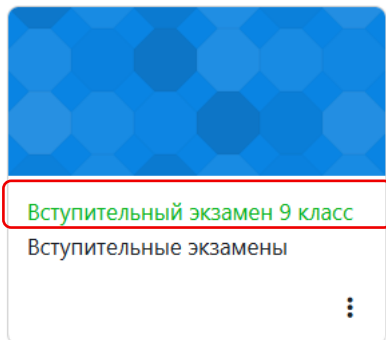 Вступительный экзамен 9 класс
Вступительные экзамены